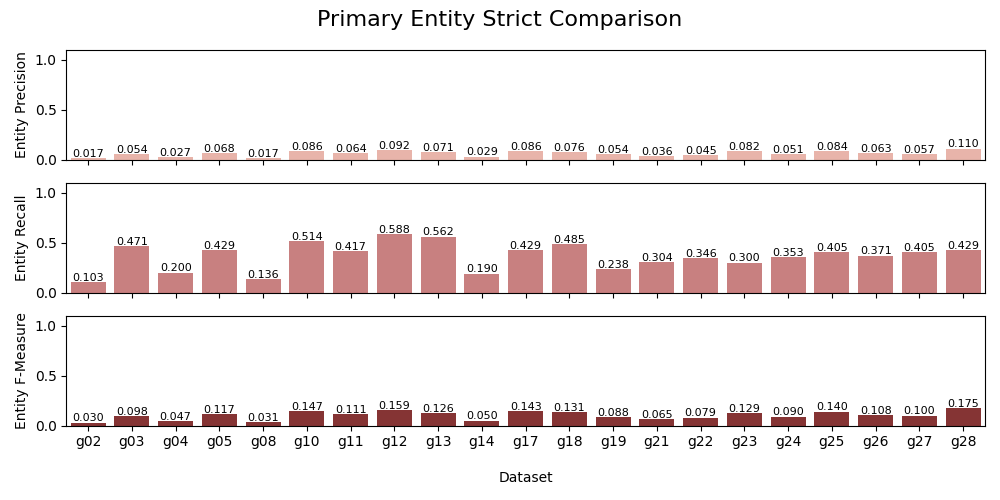 Primary Entity Strict Comparison
Entity Precision
1.0
0.5
0.0
0.017 0.054 0.027 0.068 0.017 0.086 0.064 0.092 0.071 0.029 0.086 0.076 0.054 0.036 0.045 0.082 0.051 0.084 0.063 0.057 0.110
Entity Recall
1.0
0.5
0.0
0.103 0.471 0.200 0.429 0.136 0.514 0.417 0.588 0.562 0.190 0.429 0.485 0.238 0.304 0.346 0.300 0.353 0.405 0.371 0.405 0.429
Entity F-Measure
1.0
0.5
0.0
0.030 0.098 0.047 0.117 0.031 0.147 0.111 0.159 0.126 0.050 0.143 0.131 0.088 0.065 0.079 0.129 0.090 0.140 0.108 0.100 0.175
g02 g03 g04 g05 g08 g10 g11 g12 g13 g14 g17 g18 g19 g21 g22 g23 g24 g25 g26 g27 g28
Dataset